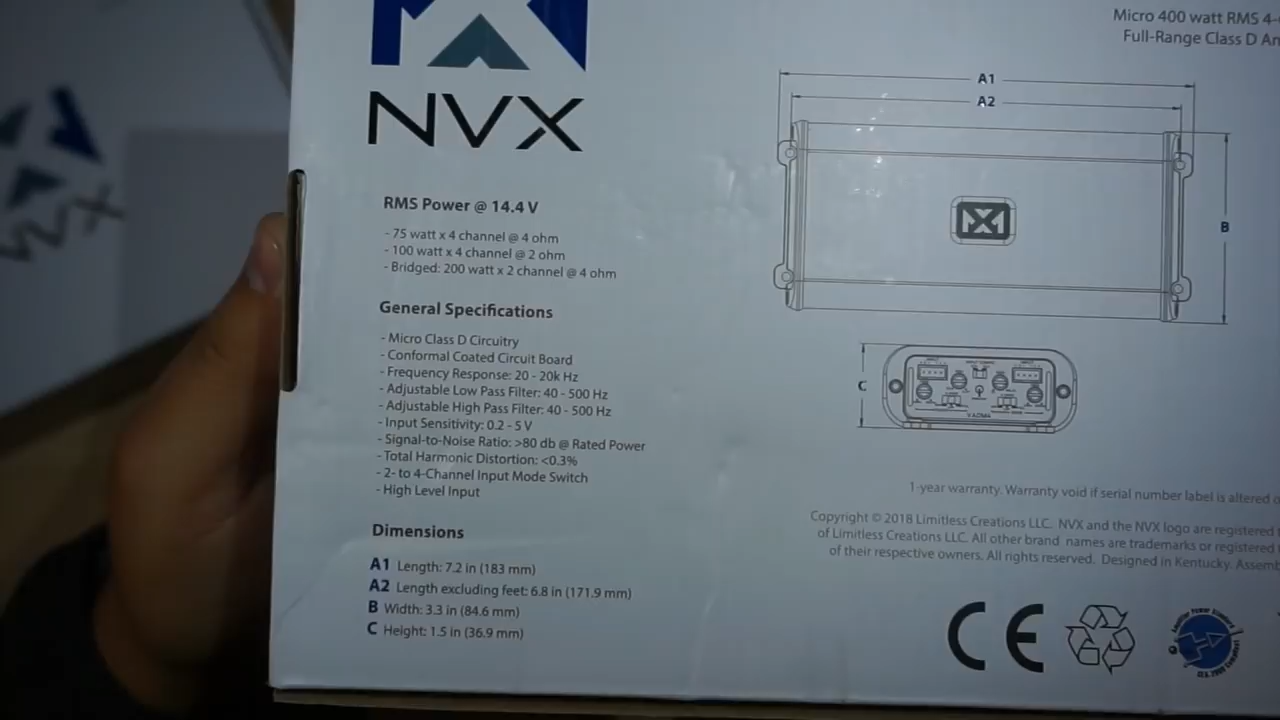 Micro 400 watt RMS 4-
Full-Range Class D
NVX
RMS Power @ 14.4 V
- 75 watt x 4 channel @ 4 ohm
- 100 watt x 4 channel @ 2 ohm
- Bridged: 200 watt x 2 channel @ 4 ohm
General Specifications
- Micro Class D Circuitry
- Conformal Coated Circuit Board
- Frequency Response: 20 - 20k Hz
- Adjustable Low Pass Filter: 40 - 500 Hz
- Adjustable High Pass Filter: 40 - 500 Hz
- Input Sensitivity: 0.2 - 5 V
- Signal-to-Noise Ratio: >80 db @ Rated Power
- Total Harmonic Distortion: <0.3%
- 2- to 4-Channel Input Mode Switch
- High Level Input
Dimensions
A1 Length: 7.2 in (183 mm)
A2 Length excluding feet: 6.8 in (171.9 mm)
B Width: 3.3 in (84.6 mm)
C Height: 1.5 in (36.9 mm)
A1
A2
B
C
1-year warranty. Warranty void if serial number label is altered
Copyright © 2018 Limitless Creations LLC. NVX and the NVX logo are registered
of Limitless Creations LLC. All other brand names are trademarks or registered
of their respective owners. All rights reserved. Designed in Kentucky. Assemb
CE
NVX